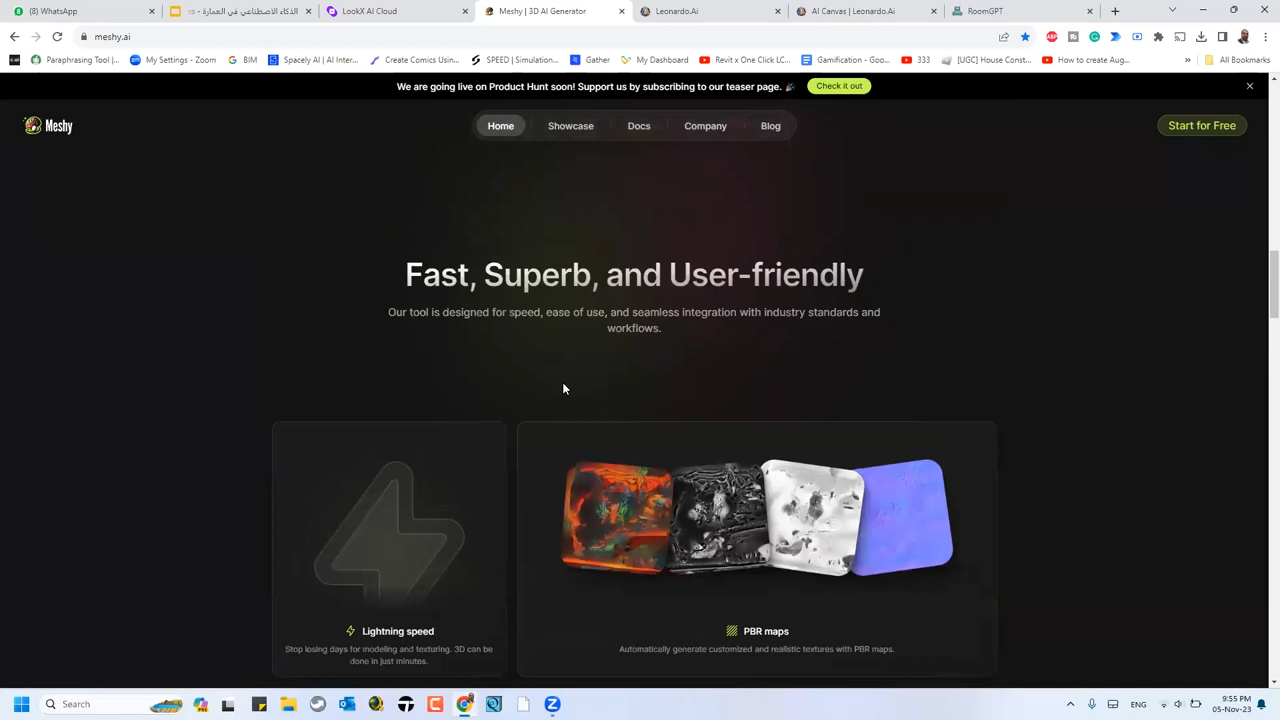 (8) WhatsApp
الذكاء الاصطناعي في العمارة - s=
LookX AI Cloud
Meshy | 3D AI Generator
Leonardo.Ai
AI Canvas | Leonardo.Ai
RoomGPT
meshy.ai
Paraphrasing Tool...
My Settings - Zoom
BIM
Spacely AI | AI Inter...
Create Comics Using...
SPEED | Simulation...
Gather
My Dashboard
Revit x One Click LC...
Gamification. - Goo...
333
[UGC] House Const...
How to create Aug...
»
All Bookmarks
We are going live on Product Hunt soon! Support us by subscribing to our teaser page. 🎉
Check it out
Meshy
Home
Showcase
Docs
Company
Blog
Start for Free
Fast, Superb, and User-friendly
Our tool is designed for speed, ease of use, and seamless integration with industry standards and
workflows.
Lightning speed
Stop losing days for modeling and texturing. 3D can be
done in just minutes.
PBR maps
Automatically generate customized and realistic textures with PBR maps.
Search
ENG
9:55 PM
05-Nov-23